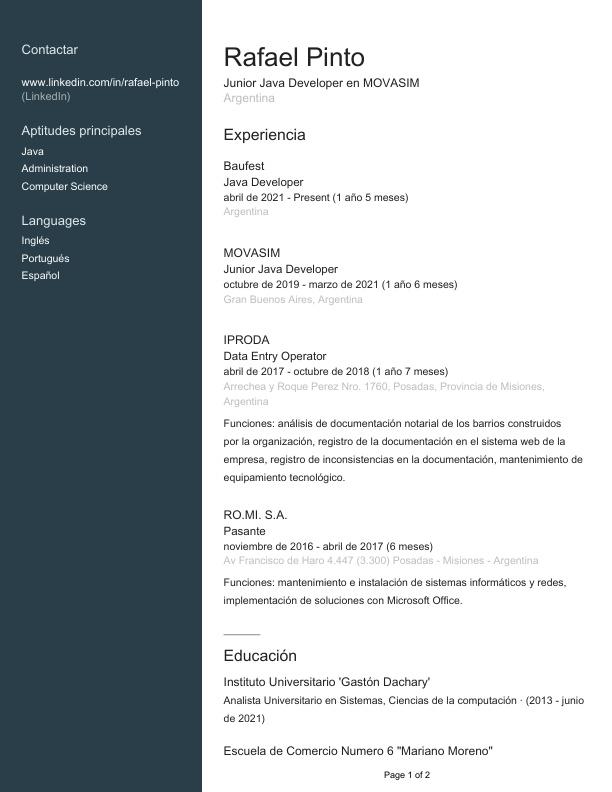 Contactar
www.linkedin.com/in/rafael-pinto
(LinkedIn)
Aptitudes principales
Java
Administration
Computer Science
Languages
Inglés
Portugués
Español
Rafael Pinto
Junior Java Developer en MOVASIM
Argentina
Experiencia
Baufest
Java Developer
abril de 2021 - Present (1 año 5 meses)
Argentina
MOVASIM
Junior Java Developer
octubre de 2019 - marzo de 2021 (1 año 6 meses)
Gran Buenos Aires, Argentina
IPRODA
Data Entry Operator
abril de 2017 - octubre de 2018 (1 año 7 meses)
Arrechea y Roque Perez Nro. 1760, Posadas, Provincia de Misiones,
Argentina
Funciones: análisis de documentación notarial de los barrios construidos
por la organización, registro de la documentación en el sistema web de la
empresa, registro de inconsistencias en la documentación, mantenimiento de
equipamiento tecnológico.
RO.MI. S.A.
Pasante
noviembre de 2016 - abril de 2017 (6 meses)
Av Francisco de Haro 4.447 (3.300) Posadas - Misiones - Argentina
Funciones: mantenimiento e instalación de sistemas informáticos y redes,
implementación de soluciones con Microsoft Office.
Educación
Instituto Universitario 'Gastón Dachary'
Analista Universitario en Sistemas, Ciencias de la computación · (2013 - junio
de 2021)
Escuela de Comercio Numero 6 "Mariano Moreno"
Page 1 of 2